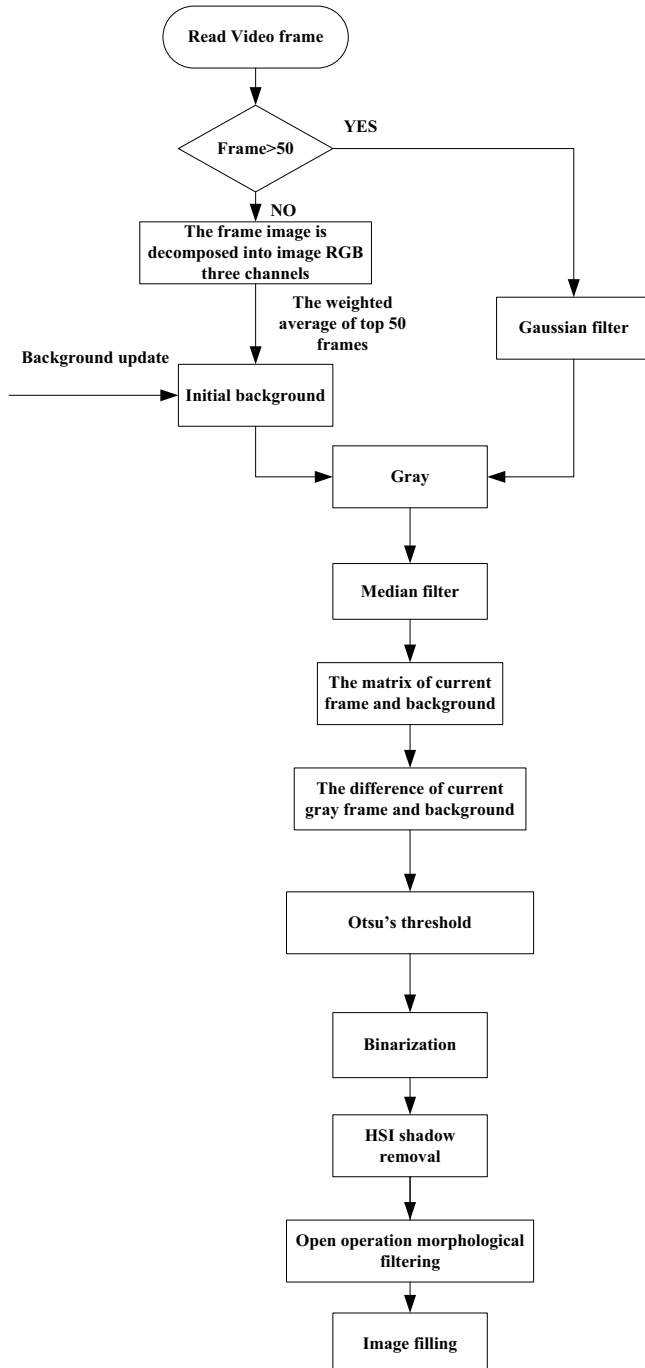 Read Video frame
YES
Frame>50
NO
The frame image is
decomposed into image RGB
three channels
The weighted
average of top 50
frames
Gaussian filter
Background update
Initial background
Gray
Median filter
The matrix of current
frame and background
The difference of current
gray frame and background
Otsu’s threshold
Binarization
HSI shadow
removal
Open operation morphological
filtering
Image filling